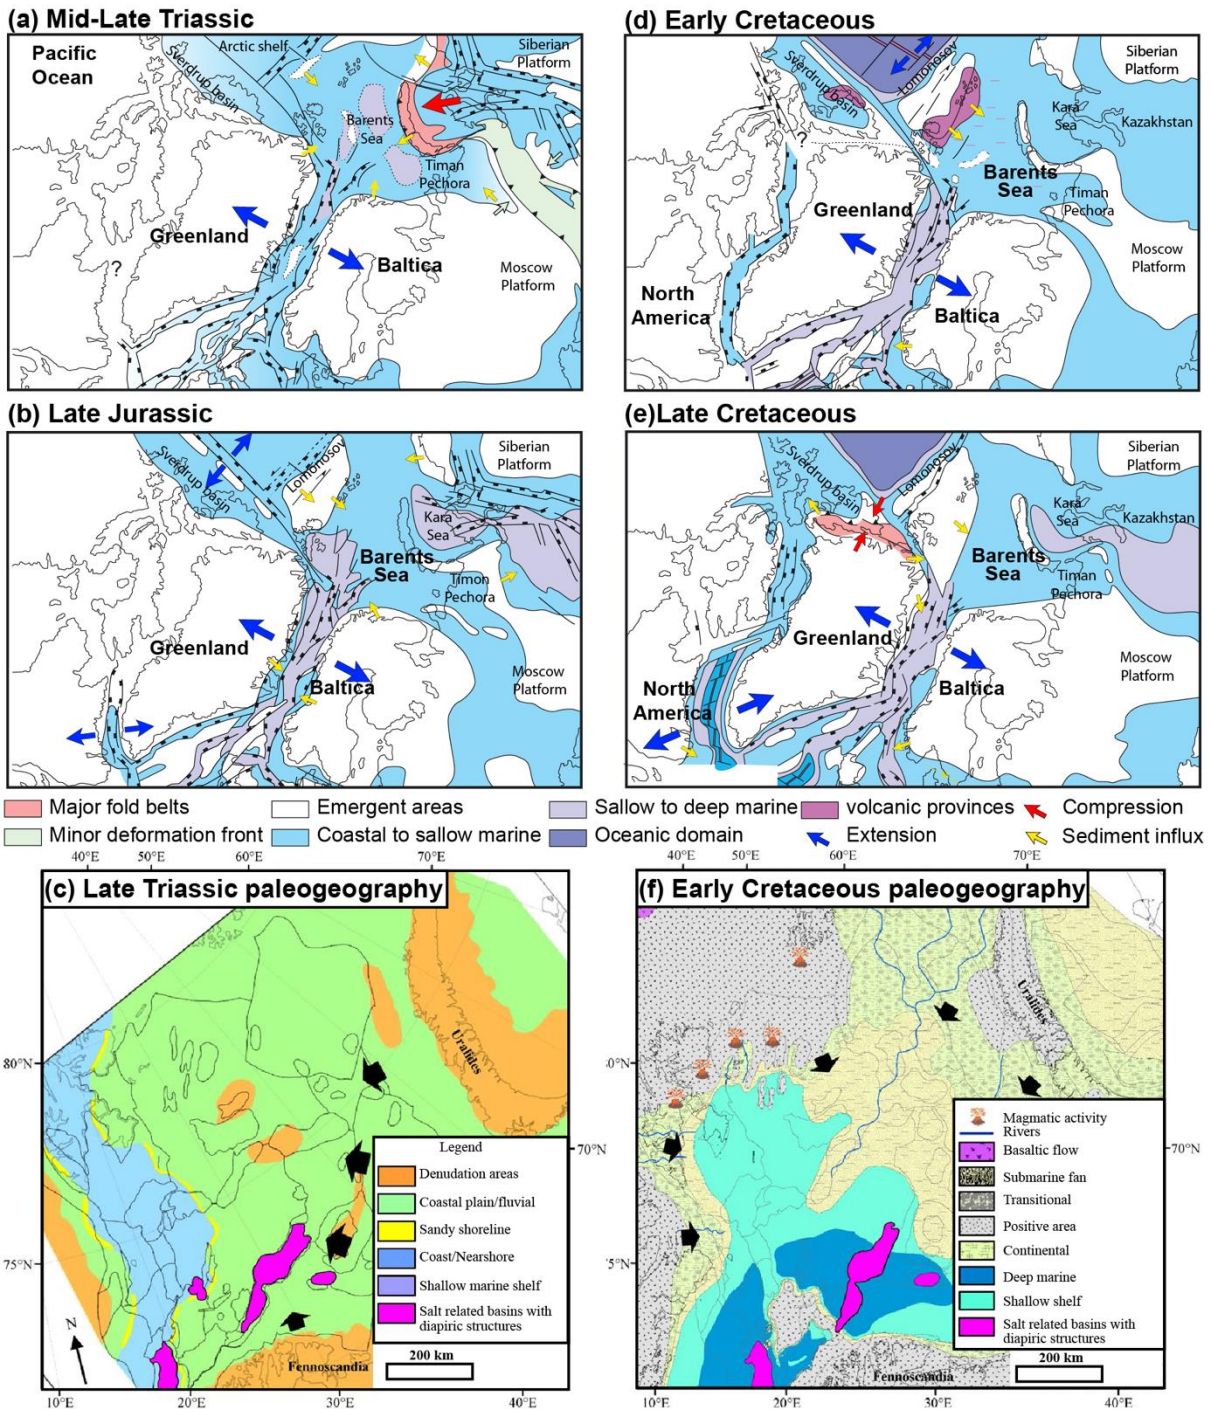 (a) Mid-Late Triassic
Pacific
Ocean
Arctic shelf
Sverdrup basin
Siberian
Platform
Barents
Sea
Timan
Pechora
Greenland
Baltica
Moscow
Platform
?
(d) Early Cretaceous
Sverdrup basin
Lomonosov
Siberian
Platform
Kara
Sea
Kazakhstan
?
Barents
Sea
Timan
Pechora
Greenland
North
America
Baltica
Moscow
Platform
(b) Late Jurassic
Sverdrup basin
Lomonosov
Siberian
Platform
Kara
Sea
Barents
Sea
Timon
Pechora
Greenland
Baltica
Moscow
Platform
(e)Late Cretaceous
Sverdrup basin
Lomonosov
Siberian
Platform
Kara
Sea
Kazakhstan
Barents
Sea
Timan
Pechora
Greenland
North
America
Baltica
Moscow
Platform
Major fold belts
Emergent areas
Sallow to deep marine
volcanic provinces
Compression
Minor deformation front
Coastal to sallow marine
Oceanic domain
Extension
Sediment influx
40°E 50°E 60°E 70°E
(c) Late Triassic paleogeography
Uralides
80°N
70°N
75°N
N
Legend
Denudation areas
Coastal plain/fluvial
Sandy shoreline
Coast/Nearshore
Shallow marine shelf
Salt related basins with
diapiric structures
Fennoscandia
200 km
10°E 20°E 30°E 40°E
40°E 50°E 60°E 70°E
(f) Early Cretaceous paleogeography
Uralides
0°N
70°N
5°N
Magmatic activity
Rivers
Basaltic flow
Submarine fan
Transitional
Positive area
Continental
Deep marine
Shallow shelf
Salt related basins with
diapiric structures
Fennoscandia
200 km
10°E 20°E 30°E 40°E